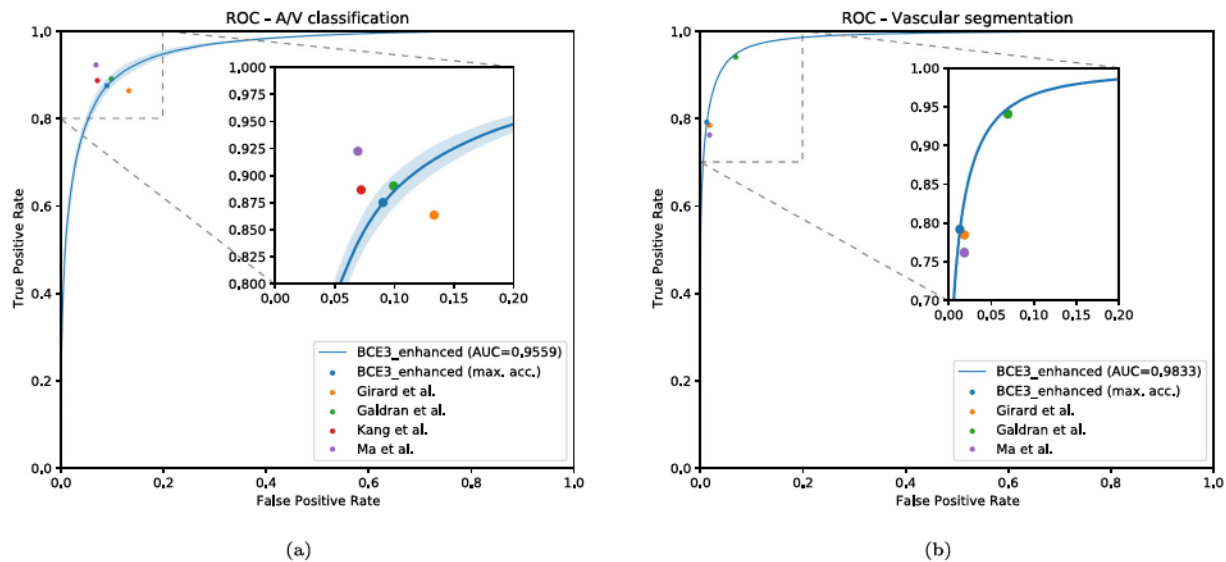 ROC – A/V classification
1.0
0.8
0.6
0.4
0.2
0.0
True Positive Rate
0.0
0.2
0.4
0.6
0.8
1.0
False Positive Rate
1.000
0.975
0.950
0.925
0.900
0.875
0.850
0.825
0.800
0.00
0.05
0.10
0.15
0.20
BCE3_enhanced (AUC=0.9559)
BCE3_enhanced (max. acc.)
Girard et al.
Galdran et al.
Kang et al.
Ma et al.
(a)
ROC – Vascular segmentation
1.0
0.8
0.6
0.4
0.2
0.0
True Positive Rate
0.0
0.2
0.4
0.6
0.8
1.0
False Positive Rate
1.00
0.95
0.90
0.85
0.80
0.75
0.70
0.00
0.05
0.10
0.15
0.20
BCE3_enhanced (AUC=0.9833)
BCE3_enhanced (max. acc.)
Girard et al.
Galdran et al.
Ma et al.
(b)